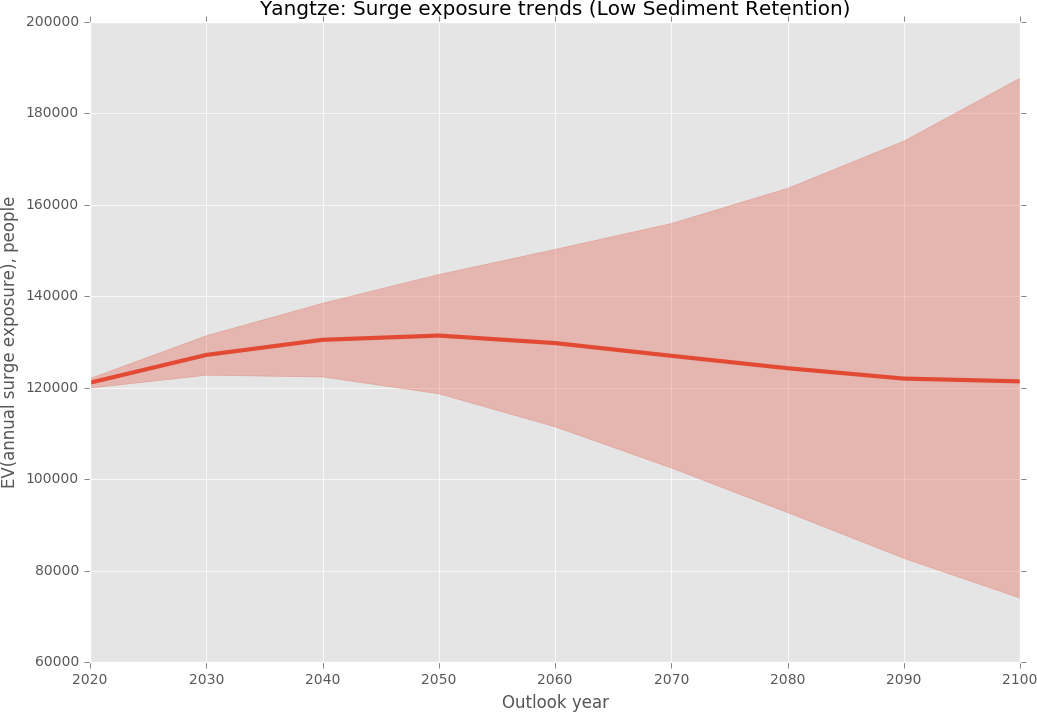 Yangtze: Surge exposure trends (Low Sediment Retention)
EV(annual surge exposure), people
200000
180000
160000
140000
120000
100000
80000
60000
2020 2030 2040 2050 2060 2070 2080 2090 2100
Outlook year